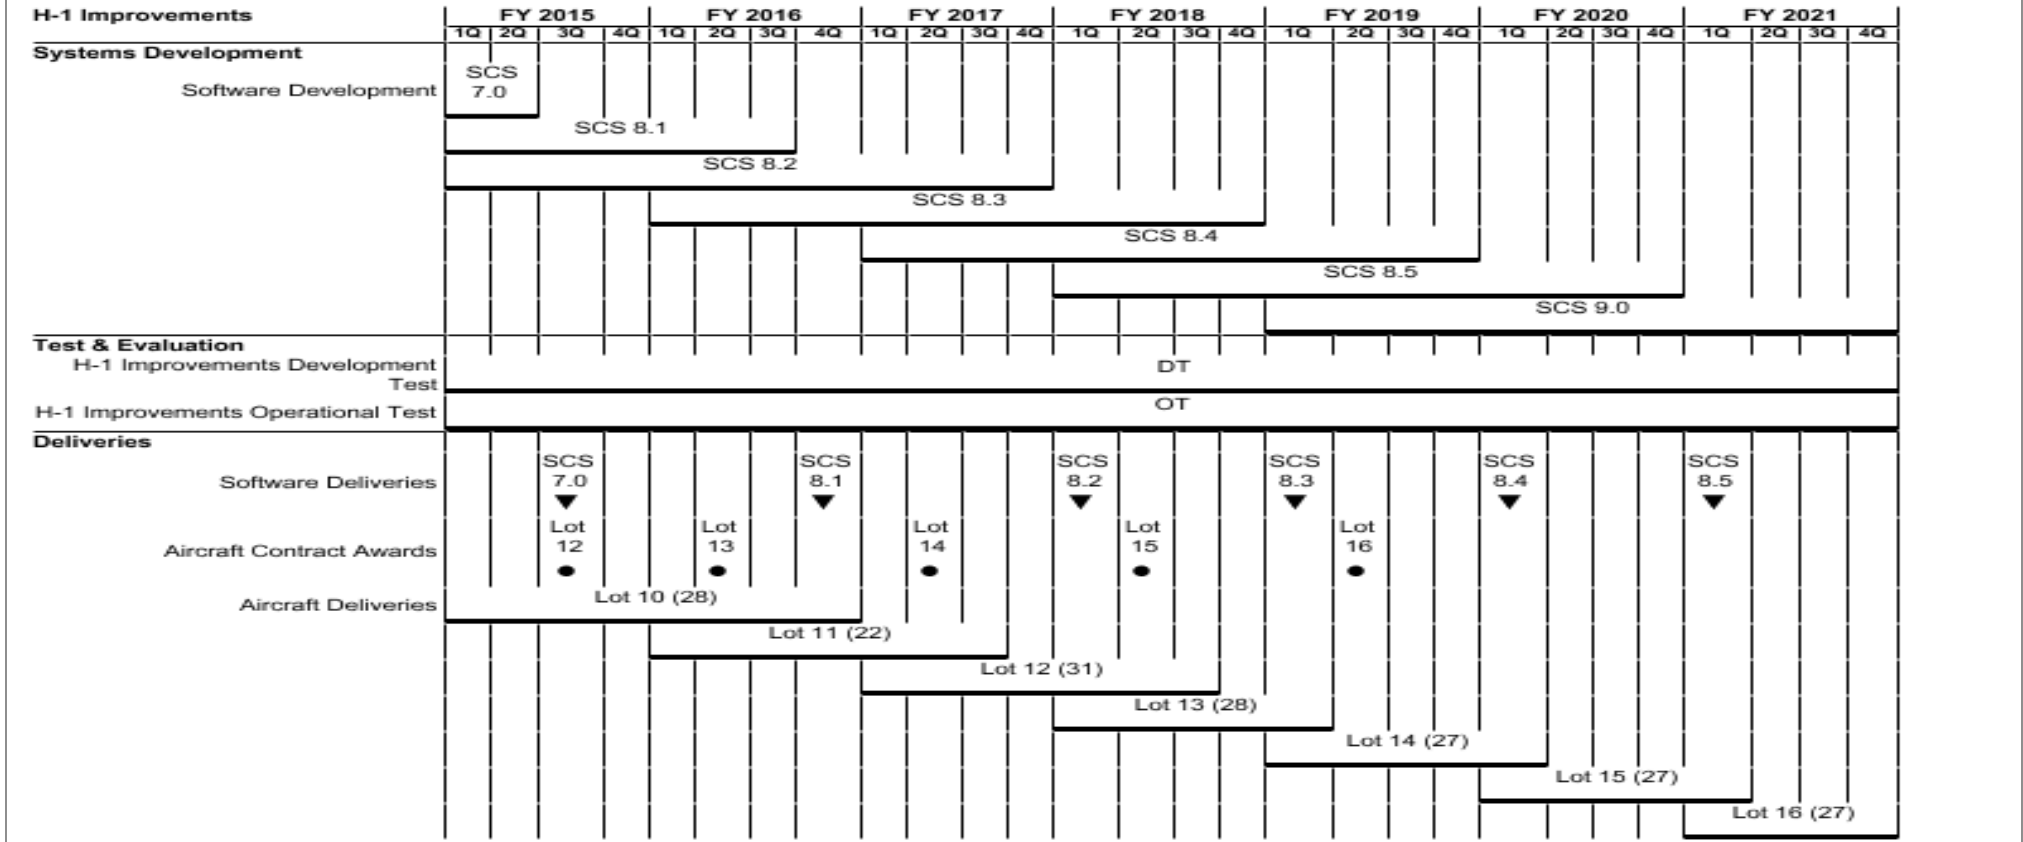 H-1 Improvements FY 2015 FY 2016 FY 2017 FY 2018 FY 2019 FY 2020 FY 2021
1Q 2Q 3Q 4Q 1Q 2Q 3Q 4Q 1Q 2Q 3Q 4Q 1Q 2Q 3Q 4Q 1Q 2Q 3Q 4Q 1Q 2Q 3Q 4Q 1Q 2Q 3Q 4Q
Systems Development
Software Development
SCS
7.0
SCS 8.1
SCS 8.2
SCS 8.3
SCS 8.4
SCS 8.5
SCS 9.0
Test & Evaluation
H-1 Improvements Development
Test
DT
H-1 Improvements Operational Test
OT
Deliveries
Software Deliveries
SCS
7.0
SCS
8.1
SCS
8.2
SCS
8.3
SCS
8.4
SCS
8.5
Aircraft Contract Awards
Lot
12
Lot
13
Lot
14
Lot
15
Lot
16
Aircraft Deliveries
Lot 10 (28)
Lot 11 (22)
Lot 12 (31)
Lot 13 (28)
Lot 14 (27)
Lot 15 (27)
Lot 16 (27)